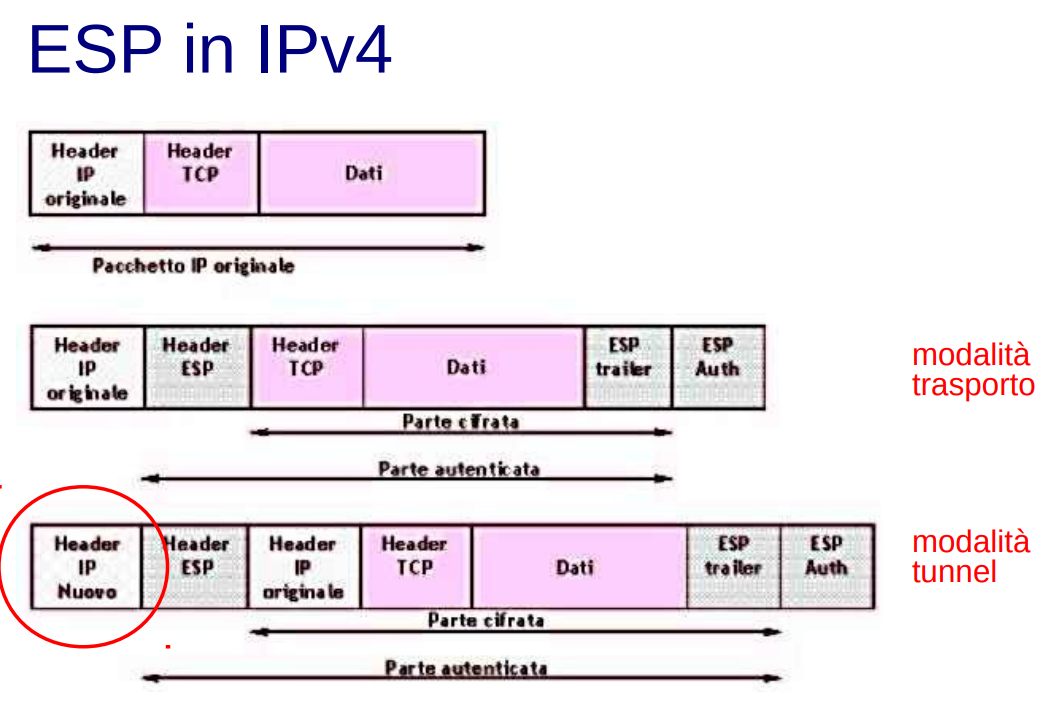 ESP in IPv4
Header
IP
originale
Header
TCP
Dati
Pacchetto IP originale
Header
IP
originale
Header
ESP
Header
TCP
Dati
ESP
trailer
ESP
Auth
modalità
trasporto
Parte cifrata
Parte autenticata
Header
IP
Nuovo
Header
ESP
Header
IP
originale
Header
TCP
Dati
ESP
trailer
ESP
Auth
modalità
tunnel
Parte cifrata
Parte autenticata